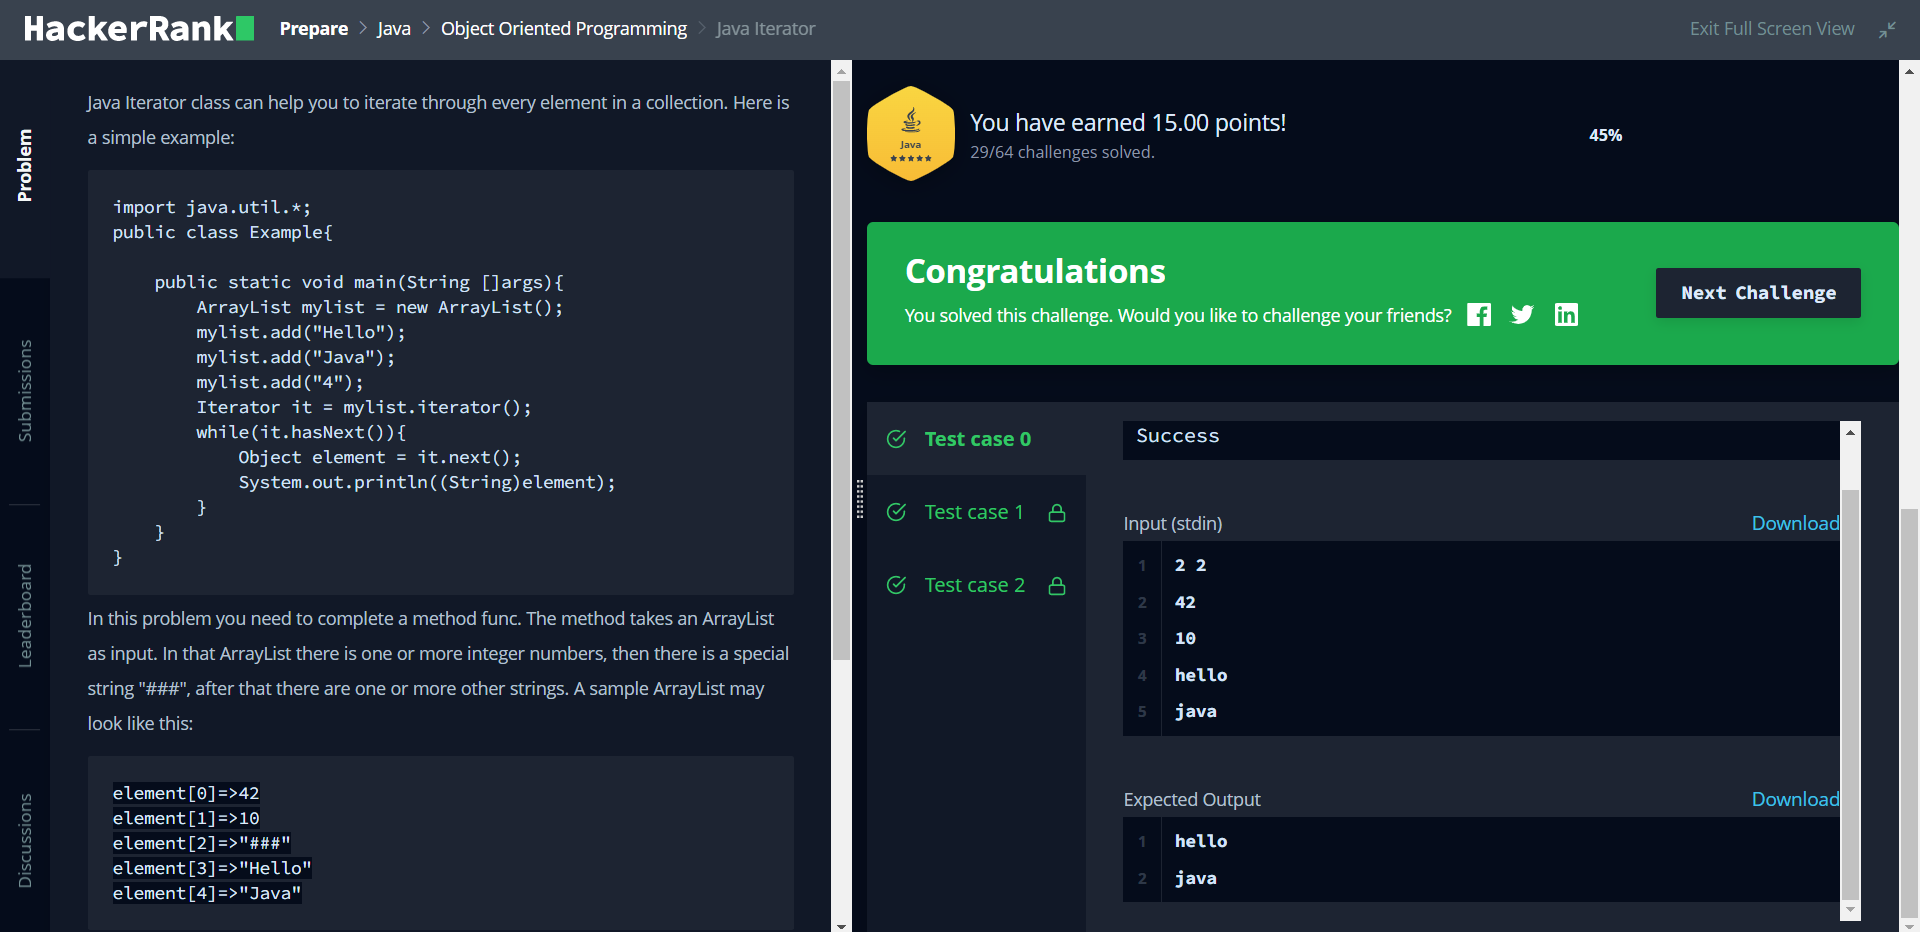 HackerRank
Prepare > Java > Object Oriented Programming > Java Iterator
Exit Full Screen View
Problem
Submissions
Leaderboard
Discussions
Java Iterator class can help you to iterate through every element in a collection. Here is
a simple example:
import java.util.*;
public class Example{
public static void main(String []args){
ArrayList mylist = new ArrayList();
mylist.add("Hello");
mylist.add("Java");
mylist.add("4");
Iterator it = mylist.iterator();
while(it.hasNext()){
Object element = it.next();
System.out.println((String)element);
}
}
}
In this problem you need to complete a method func. The method takes an ArrayList
as input. In that ArrayList there is one or more integer numbers, then there is a special
string "###", after that there are one or more other strings. A sample ArrayList may
look like this:
element[0]=>42
element[1]=>10
element[2]=>"###"
element[3]=>"Hello"
element[4]=>"Java"
Java
You have earned 15.00 points!
29/64 challenges solved.
45%
Congratulations
You solved this challenge. Would you like to challenge your friends?
Next Challenge
Test case 0
Test case 1
Test case 2
Success
Input (stdin)
Download
1 2 2
2 42
3 10
4 hello
5 java
Expected Output
Download
1 hello
2 java